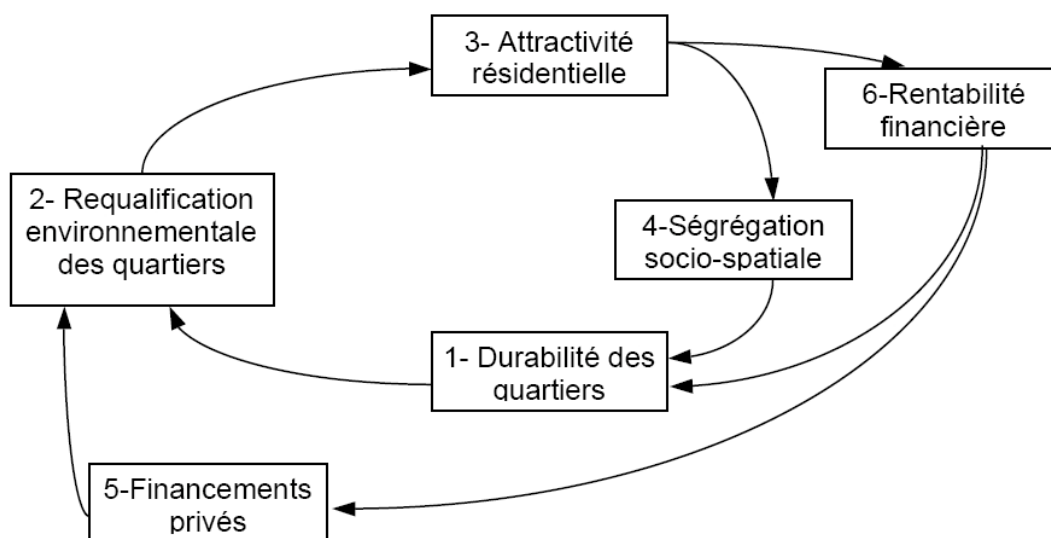 3- Attractivité
résidentielle
6-Rentabilité
financière
2- Requalification
environnementale
des quartiers
4-Ségrégation
socio-spatiale
1- Durabilité des
quartiers
5-Financements
privés